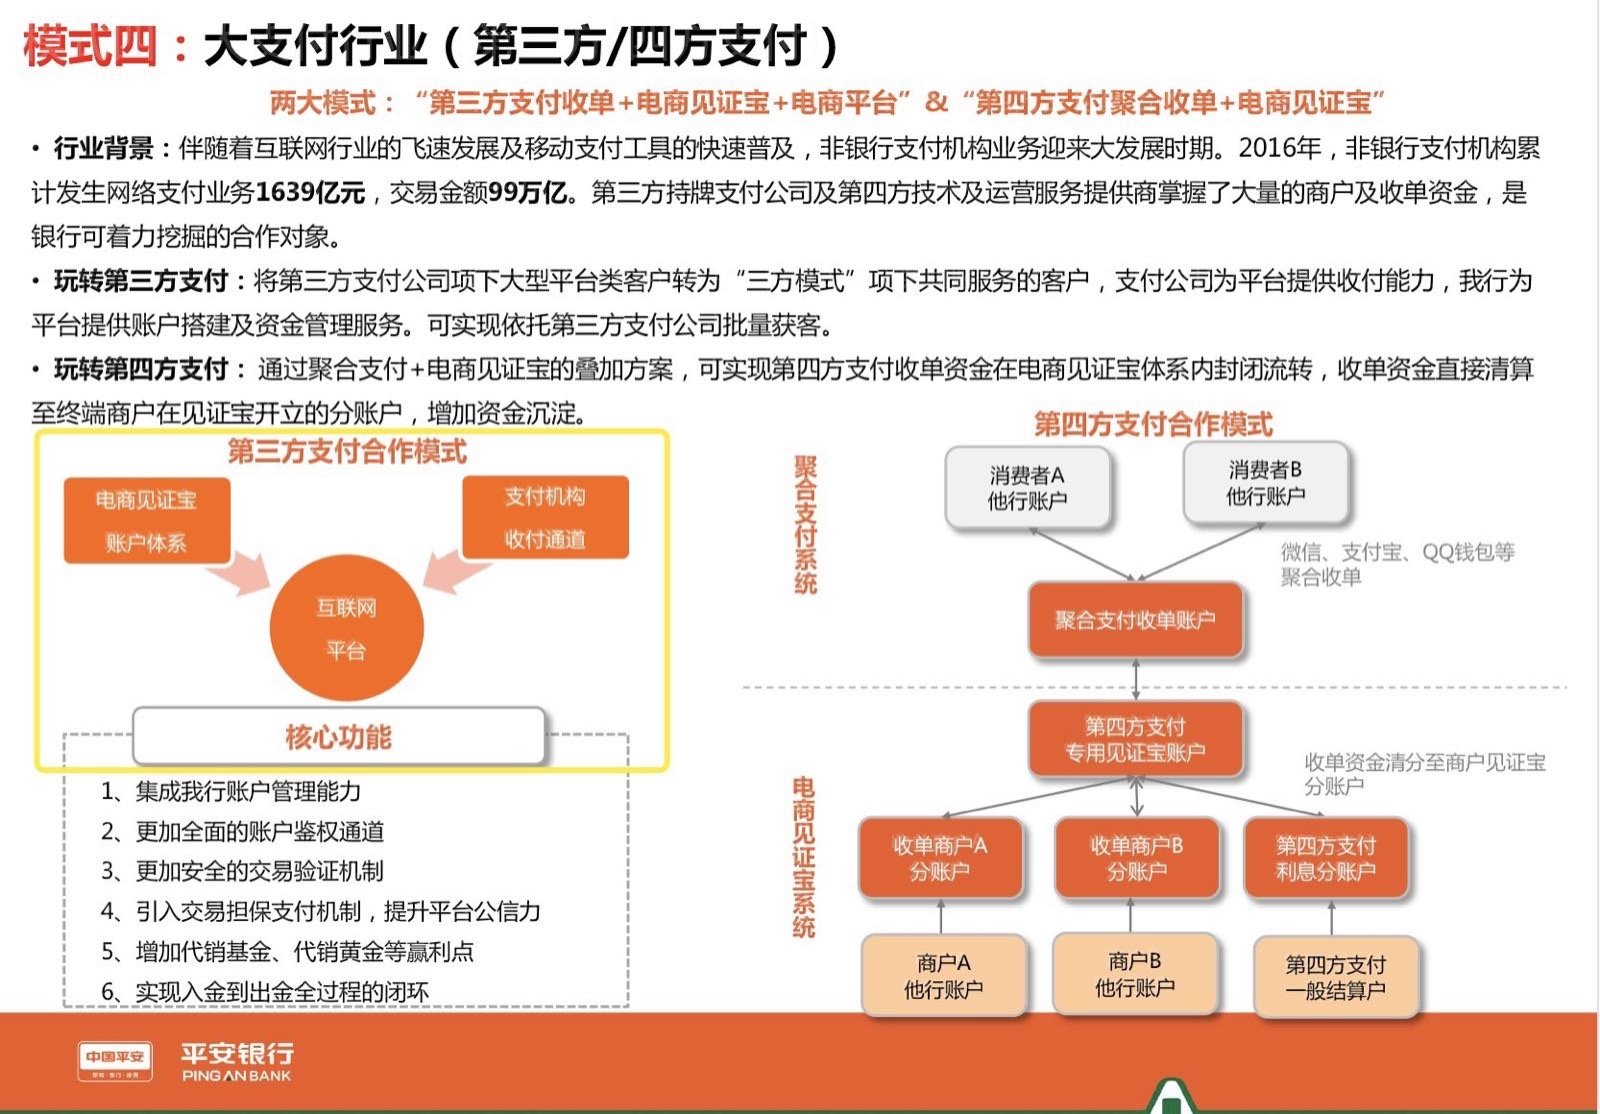 模式四：大支付行业（第三方/四方支付）
两大模式：“第三方支付收单+电商见证宝+电商平台”&“第四方支付聚合收单+电商见证宝”
• 行业背景：伴随着互联网行业的飞速发展及移动支付工具的快速普及，非银行支付机构业务迎来大发展时期。2016年，非银行支付机构累
计发生网络支付业务1639亿元，交易金额99万亿。第三方持牌支付公司及第四方技术及运营服务提供商掌握了大量的商户及收单资金，是
银行可着力挖掘的合作对象。
• 玩转第三方支付：将第三方支付公司项下大型平台类客户转为“三方模式”项下共同服务的客户，支付公司为平台提供收付能力，我行为
平台提供账户搭建及资金管理服务。可实现依托第三方支付公司批量获客。
• 玩转第四方支付：通过聚合支付+电商见证宝的叠加方案，可实现第四方支付收单资金在电商见证宝体系内封闭流转，收单资金直接清算
至终端商户在见证宝开立的分账户，增加资金沉淀。
第三方支付合作模式
电商见证宝
账户体系
支付机构
收付通道
互联网
平台
核心功能
1、集成我行账户管理能力
2、更加全面的账户鉴权通道
3、更加安全的交易验证机制
4、引入交易担保支付机制，提升平台公信力
5、增加代销基金、代销黄金等赢利点
6、实现入金到出金全过程的闭环
第四方支付合作模式
聚合支付系统
消费者A
他行账户
消费者B
他行账户
微信、支付宝、QQ钱包等
聚合收单
聚合支付收单账户
电商见证宝系统
第四方支付
专用见证宝账户
收单资金清分至商户见证宝
分账户
收单商户A
分账户
收单商户B
分账户
第四方支付
利息分账户
商户A
他行账户
商户B
他行账户
第四方支付
一般结算户
中国平安
保险·银行·投资
平安银行
PING AN BANK